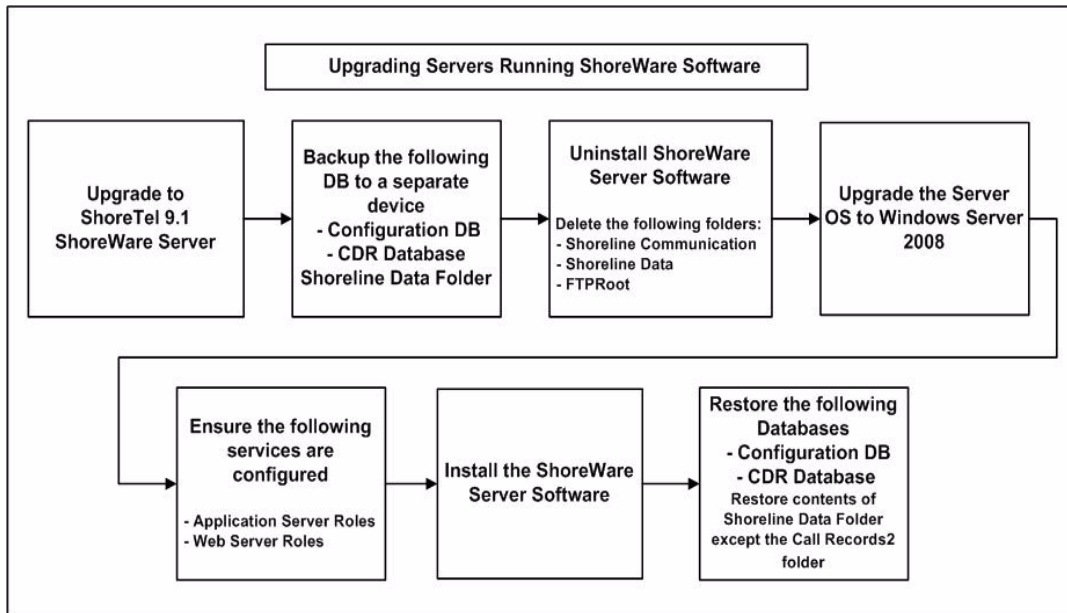 Upgrading Servers Running ShoreWare Software
Upgrade to
ShoreTel 9.1
ShoreWare Server
Backup the following
DB to a separate
device
- Configuration DB
- CDR Database
Shoreline Data Folder
Uninstall ShoreWare
Server Software
Delete the following folders:
- Shoreline Communication
- Shoreline Data
- FTPRoot
Upgrade the Server
OS to Windows Server
2008
Ensure the following
services are
configured
- Application Server Roles
- Web Server Roles
Install the ShoreWare
Server Software
Restore the following
Databases
- Configuration DB
- CDR Database
Restore contents of
Shoreline Data Folder
except the Call Records2
folder